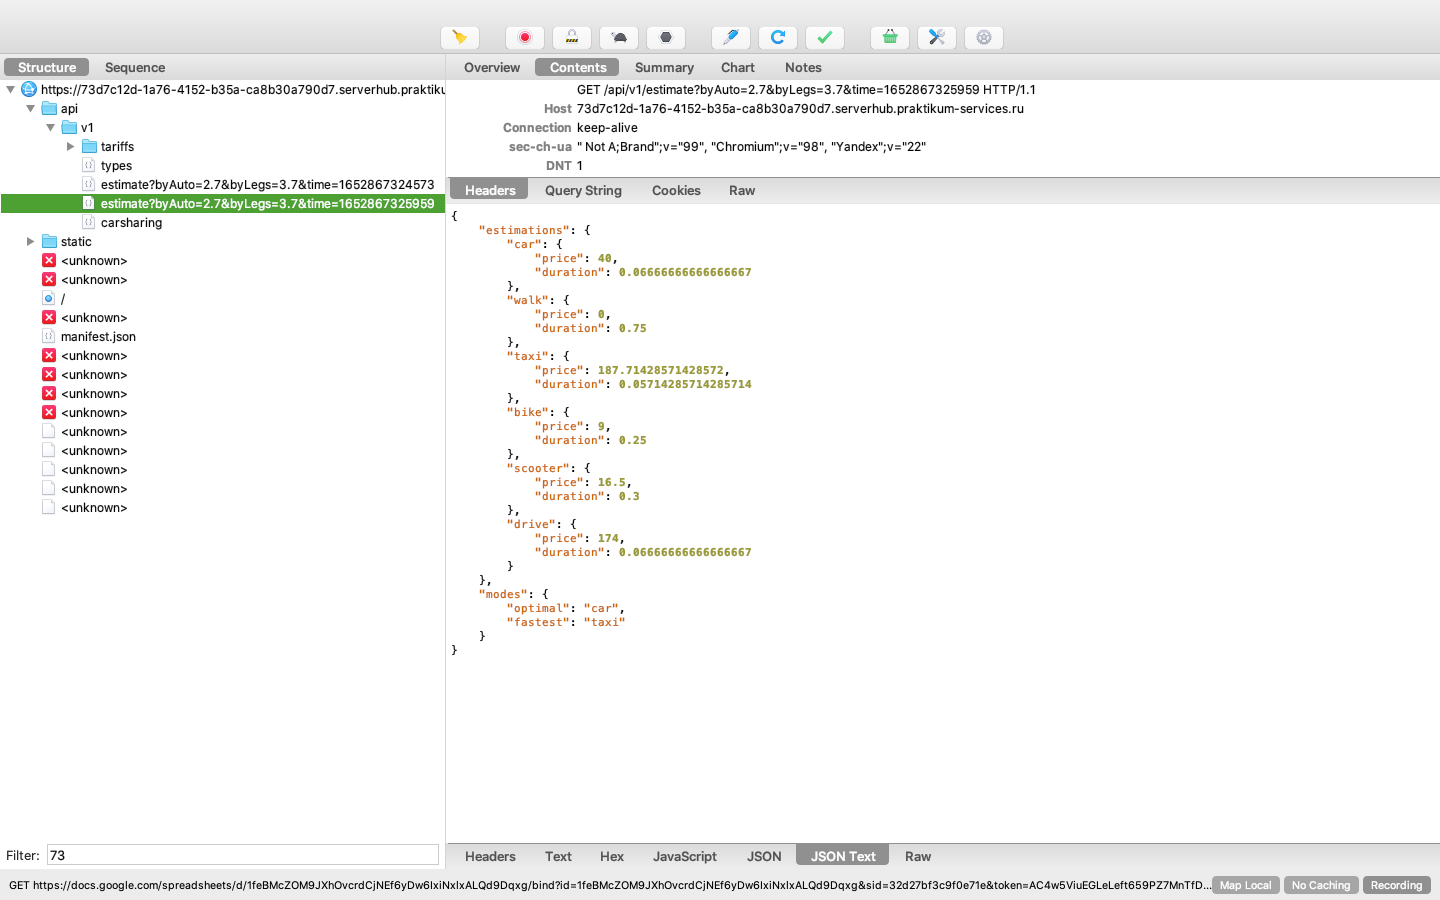 Structure Sequence
https://73d7c12d-1a76-4152-b35a-ca8b30a790d7.serverhub.praktiku
api
v1
tariffs
types
estimate?byAuto=2.7&byLegs=3.7&time=1652867324573
estimate?byAuto=2.7&byLegs=3.7&time=1652867325959
carsharing
static
<unknown>
<unknown>
/
<unknown>
manifest.json
<unknown>
<unknown>
<unknown>
<unknown>
<unknown>
<unknown>
<unknown>
<unknown>
<unknown>
Filter: 73
Overview Contents Summary Chart Notes
GET /api/v1/estimate?byAuto=2.7&byLegs=3.7&time=1652867325959 HTTP/1.1
Host 73d7c12d-1a76-4152-b35a-ca8b30a790d7.serverhub.praktikum-services.ru
Connection keep-alive
sec-ch-ua " Not A;Brand";v="99", "Chromium";v="98", "Yandex";v="22"
DNT 1
Headers Query String Cookies Raw
{
"estimations": {
"car": {
"price": 40,
"duration": 0.06666666666666667
},
"walk": {
"price": 0,
"duration": 0.75
},
"taxi": {
"price": 187.71428571428572,
"duration": 0.05714285714285714
},
"bike": {
"price": 9,
"duration": 0.25
},
"scooter": {
"price": 16.5,
"duration": 0.3
},
"drive": {
"price": 174,
"duration": 0.06666666666666667
}
},
"modes": {
"optimal": "car",
"fastest": "taxi"
}
}
Headers Text Hex JavaScript JSON JSON Text Raw
GET https://docs.google.com/spreadsheets/d/1feBMcZOM9JXhOvcrdCjNEf6yDw6IxiNxIxALQd9Dqxg/bind?id=1feBMcZOM9JXhOvcrdCjNEf6yDw6IxiNxIxALQd9Dqxg&sid=32d27bf3c9f0e71e&token=AC4w5ViuEGLeLeft659PZ7MnTfD... Map Local No Caching Recording